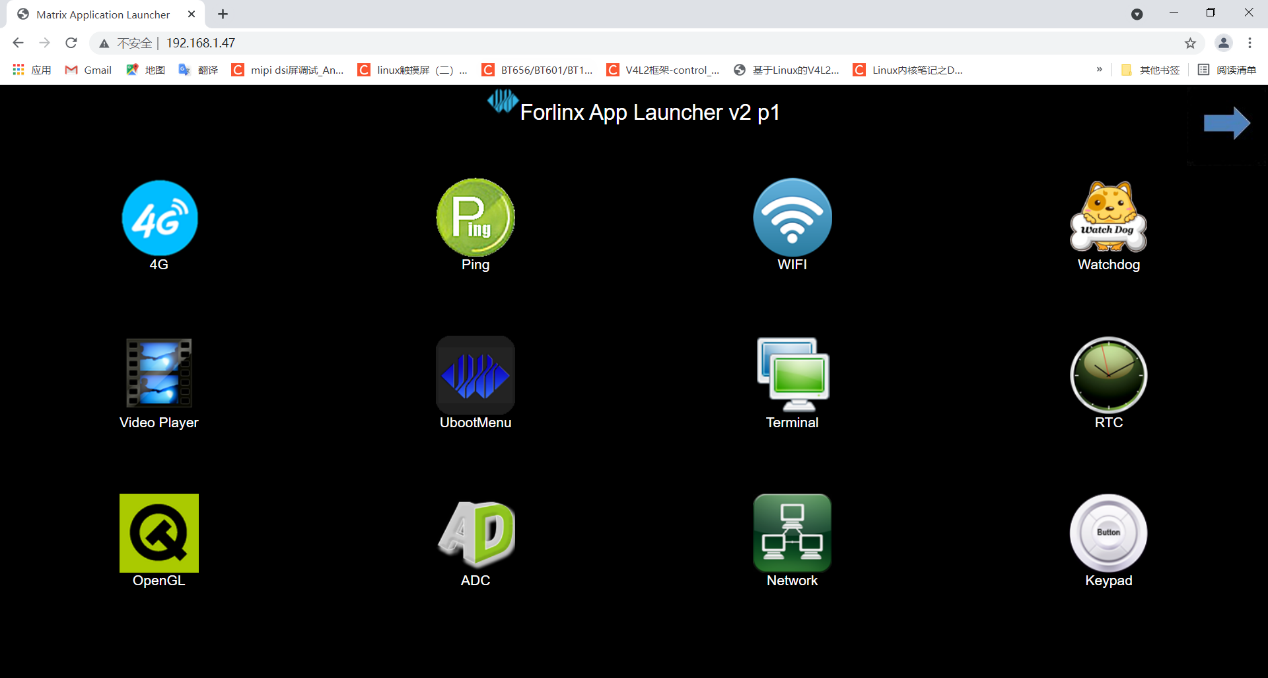 Matrix Application Launcher
不安全 | 192.168.1.47
应用 Gmail 地图 翻译 mipi dsi屏调试_An... linux触摸屏（二）... BT656/BT601/BT1... V4L2框架-control_... 基于Linux的V4L2... Linux内核笔记之D... » 其他书签 阅读清单
Forlinx App Launcher v2 p1
4G Ping Watch Dog
4G Ping WIFI Watchdog
Video Player UbootMenu Terminal RTC
AD Button
OpenGL ADC Network Keypad